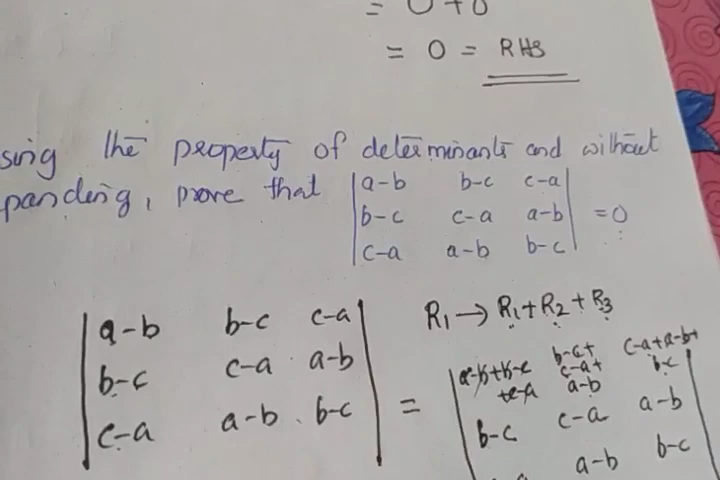 = 0 + 0
= 0 = RHS
sing the property of determinants and without
panding, prove that |a-b b-c c-a|
|b-c c-a a-b| = 0
|c-a a-b b-c|
|a-b b-c c-a| R₁ → R₁ + R₂ + R₃
|b-c c-a a-b| = |a-b+b-c+c-a b-c+c-a+a-b c-a+a-b+b-c|
|c-a a-b b-c| |b-c c-a a-b|
a-b b-c